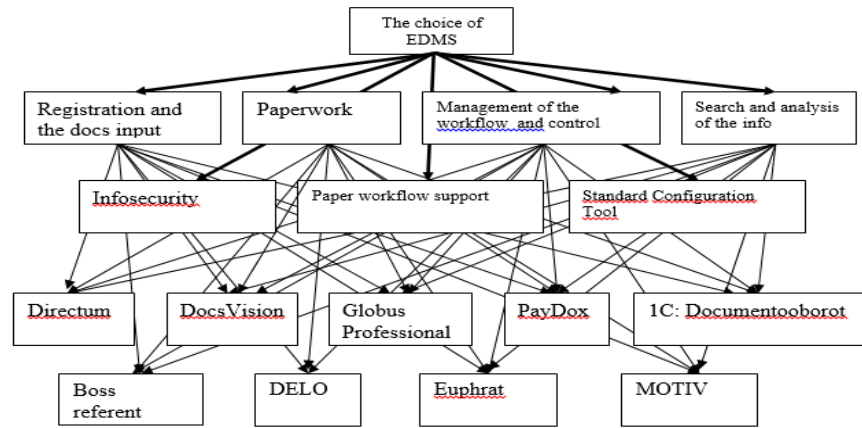 The choice of
EDMS
Registration and
the docs input
Paperwork
Management of the
workflow and control
Search and analysis
of the info
Infosecurity
Paper workflow support
Standard Configuration
Tool
Directum
DocsVision
Globus
Professional
PayDox
1C: Documentooborot
Boss
referent
DELO
Euphrat
MOTIV